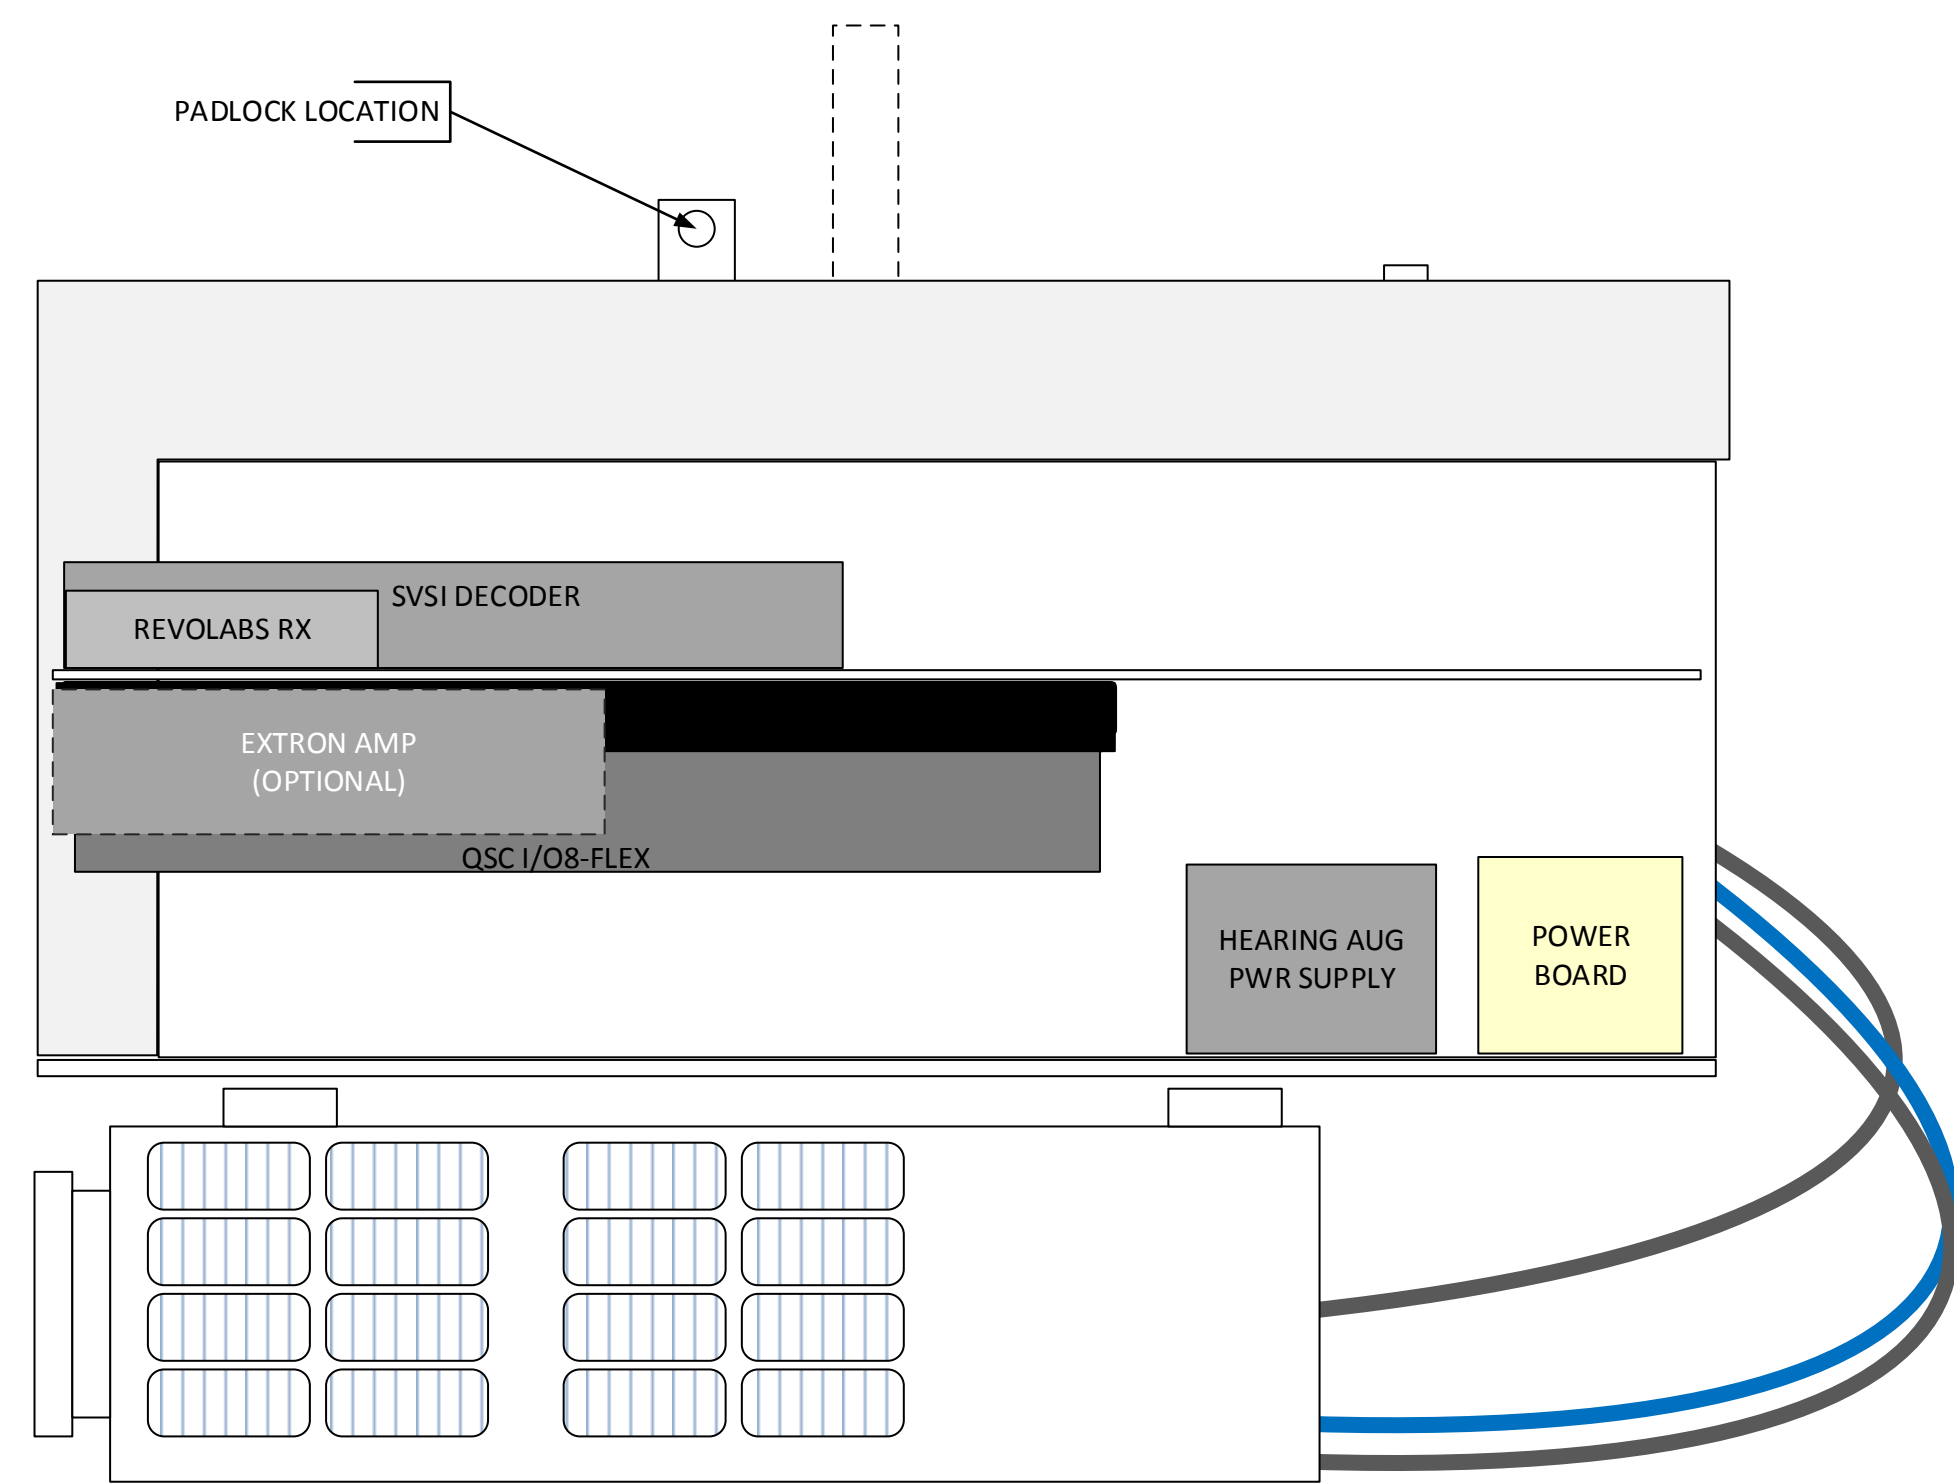 PADLOCK LOCATION
SVSI DECODER
REVOLABS RX
EXTRON AMP
(OPTIONAL)
QSC I/O8-FLEX
HEARING AUG
PWR SUPPLY
POWER
BOARD